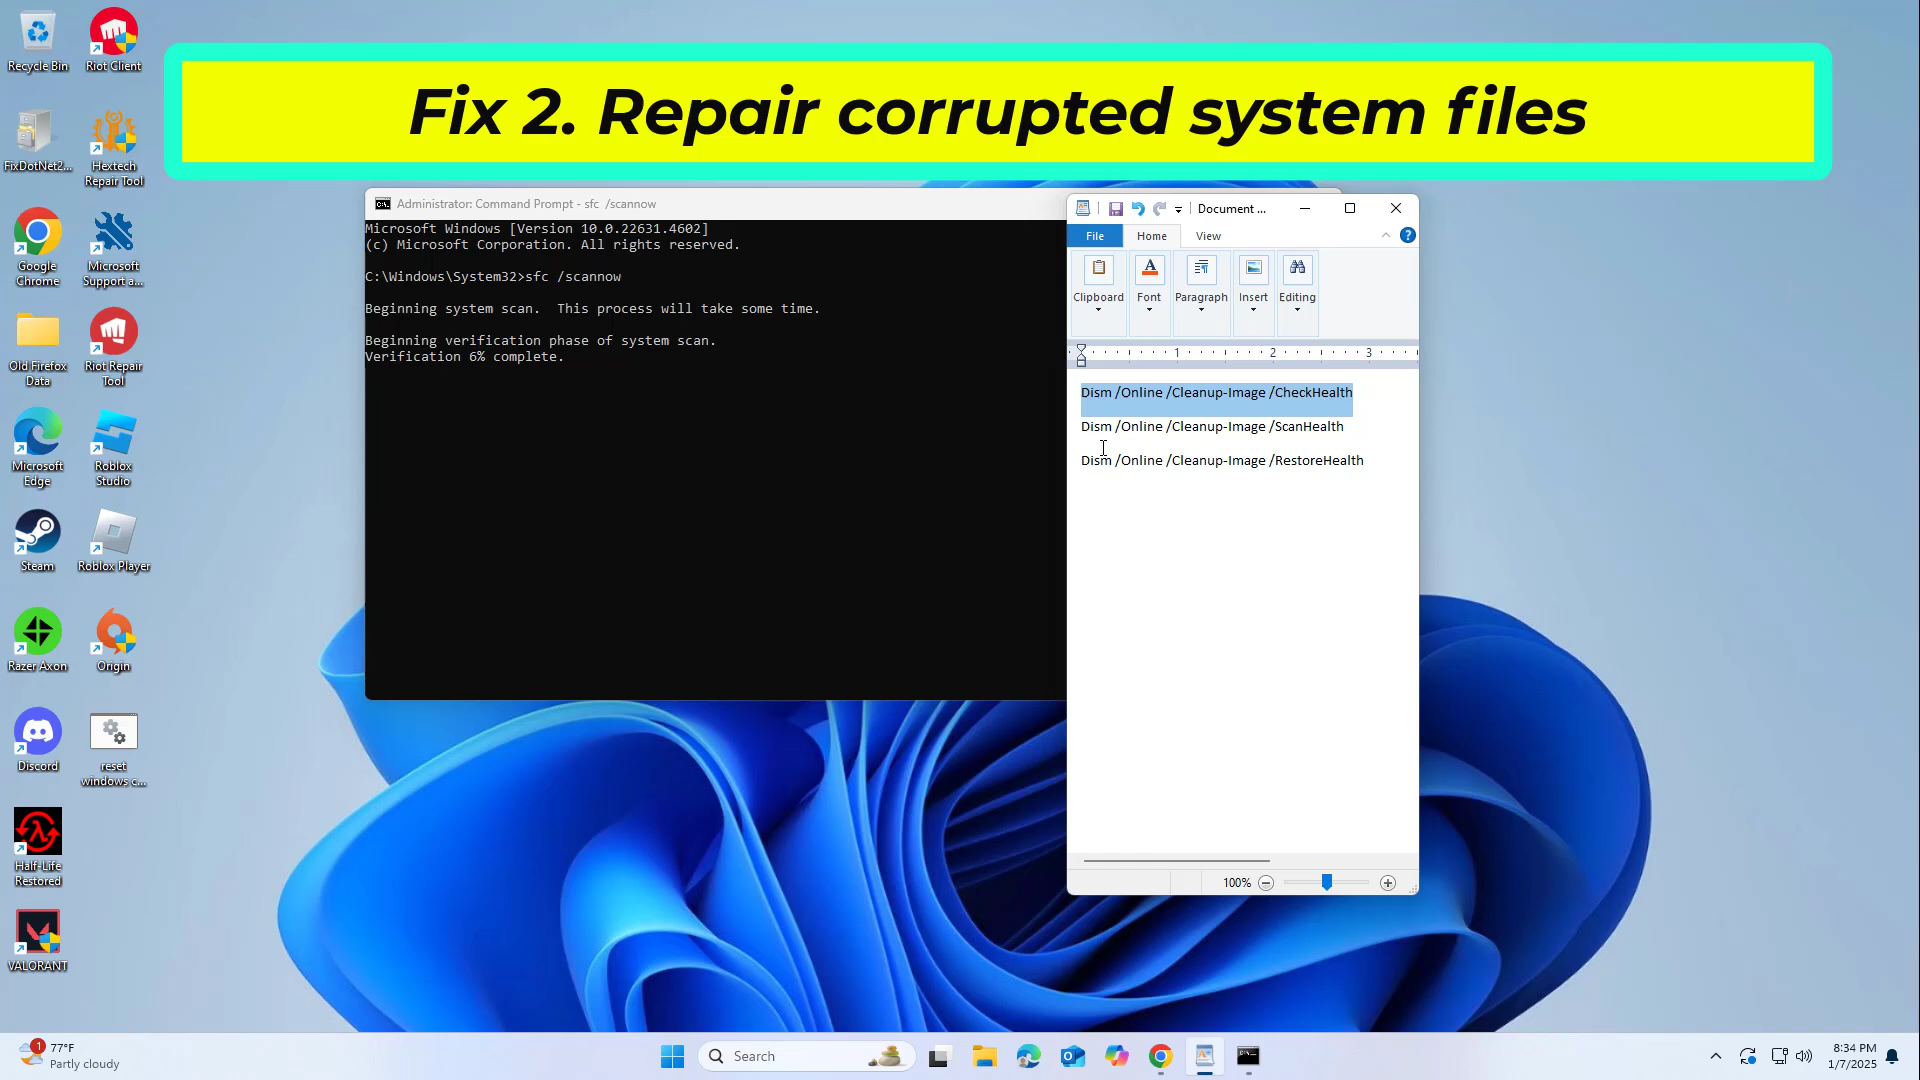 Fix 2. Repair corrupted system files
Recycle Bin
Riot Client
FixDotNet2...
Hextech
Repair Tool
Google
Chrome
Microsoft
Support a...
Old Firefox
Data
Riot Repair
Tool
Microsoft
Edge
Roblox
Studio
Steam
Roblox Player
Razer Axon
Origin
Discord
reset
windows c...
Half-Life
Restored
VALORANT
Administrator: Command Prompt - sfc  /scannow
Microsoft Windows [Version 10.0.22631.4602]
(c) Microsoft Corporation. All rights reserved.
C:\Windows\System32>sfc /scannow
Beginning system scan.  This process will take some time.
Beginning verification phase of system scan.
Verification 6% complete.
Document ...
File
Home
View
Clipboard
Font
Paragraph
Insert
Editing
1
2
3
Dism /Online /Cleanup-Image /CheckHealth
Dism /Online /Cleanup-Image /ScanHealth
Dism /Online /Cleanup-Image /RestoreHealth
100%
1
77°F
Partly cloudy
Search
8:34 PM
1/7/2025